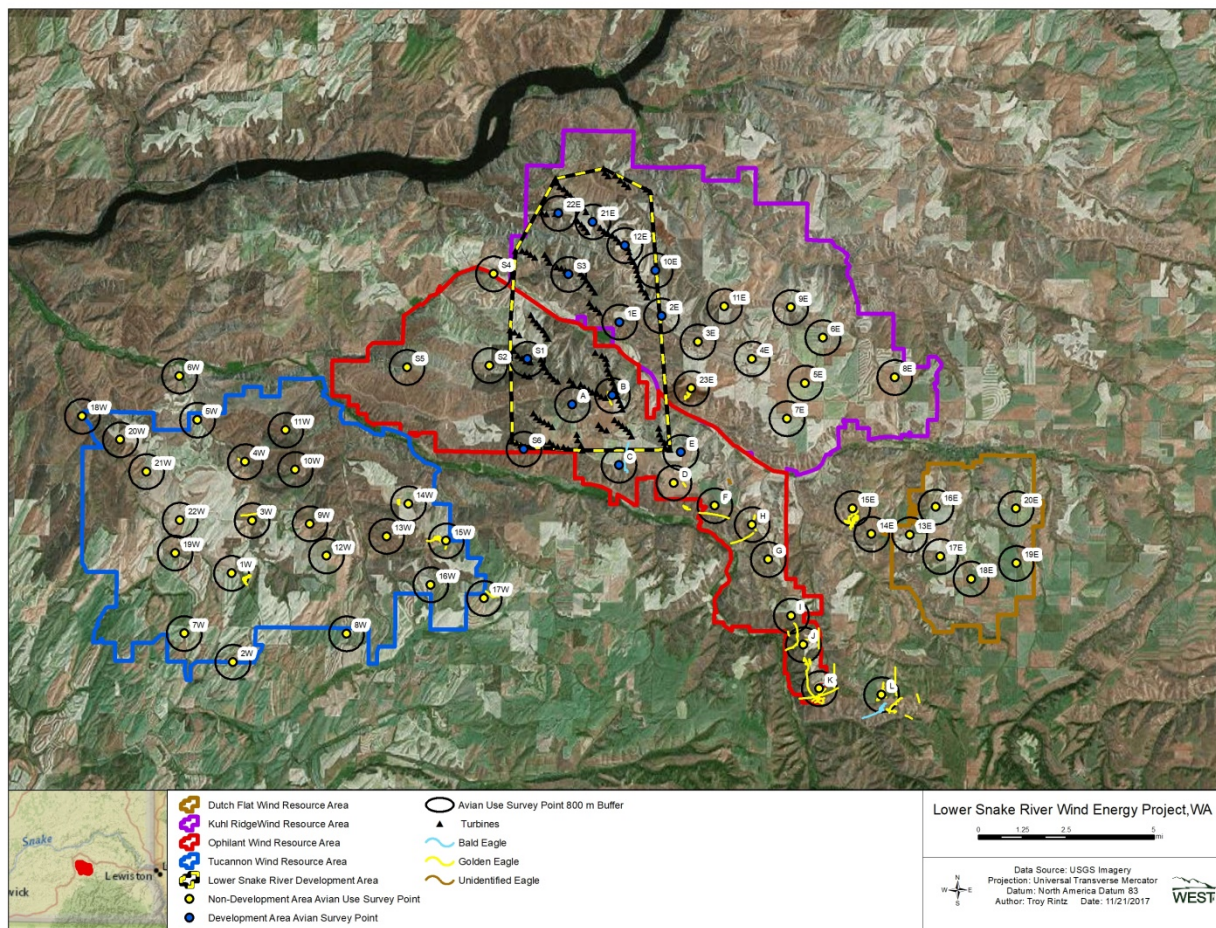 22E
21E
12E
S4
S3
10E
11E
9E
1E
2E
3E
6E
S1
4E
S5
S2
6W
5E
8E
23E
B
A
18W
5W
7E
11W
20W
S6
E
4W
C
21W
10W
D
14W
F
15E
16E
20E
22W
3W
9W
H
14E
13E
13W
15W
19W
12W
G
17E
19E
1W
18E
16W
17W
I
7W
8W
J
2W
K
L
Dutch Flat Wind Resource Area
Kuhl RidgeWind Resource Area
Ophilant Wind Resource Area
Tucannon Wind Resource Area
Lower Snake River Development Area
Non-Development Area Avian Use Survey Point
Development Area Avian Survey Point
Avian Use Survey Point 800 m Buffer
Turbines
Bald Eagle
Golden Eagle
Unidentified Eagle
Snake
Lewiston
wick
L
Lower Snake River Wind Energy Project,WA
0 1.25 2.5 5
mi
N
W E
S
Data Source: USGS Imagery
Projection: Universal Transverse Mercator
Datum: North America Datum 83
Author: Troy Rintz Date: 11/21/2017
WEST